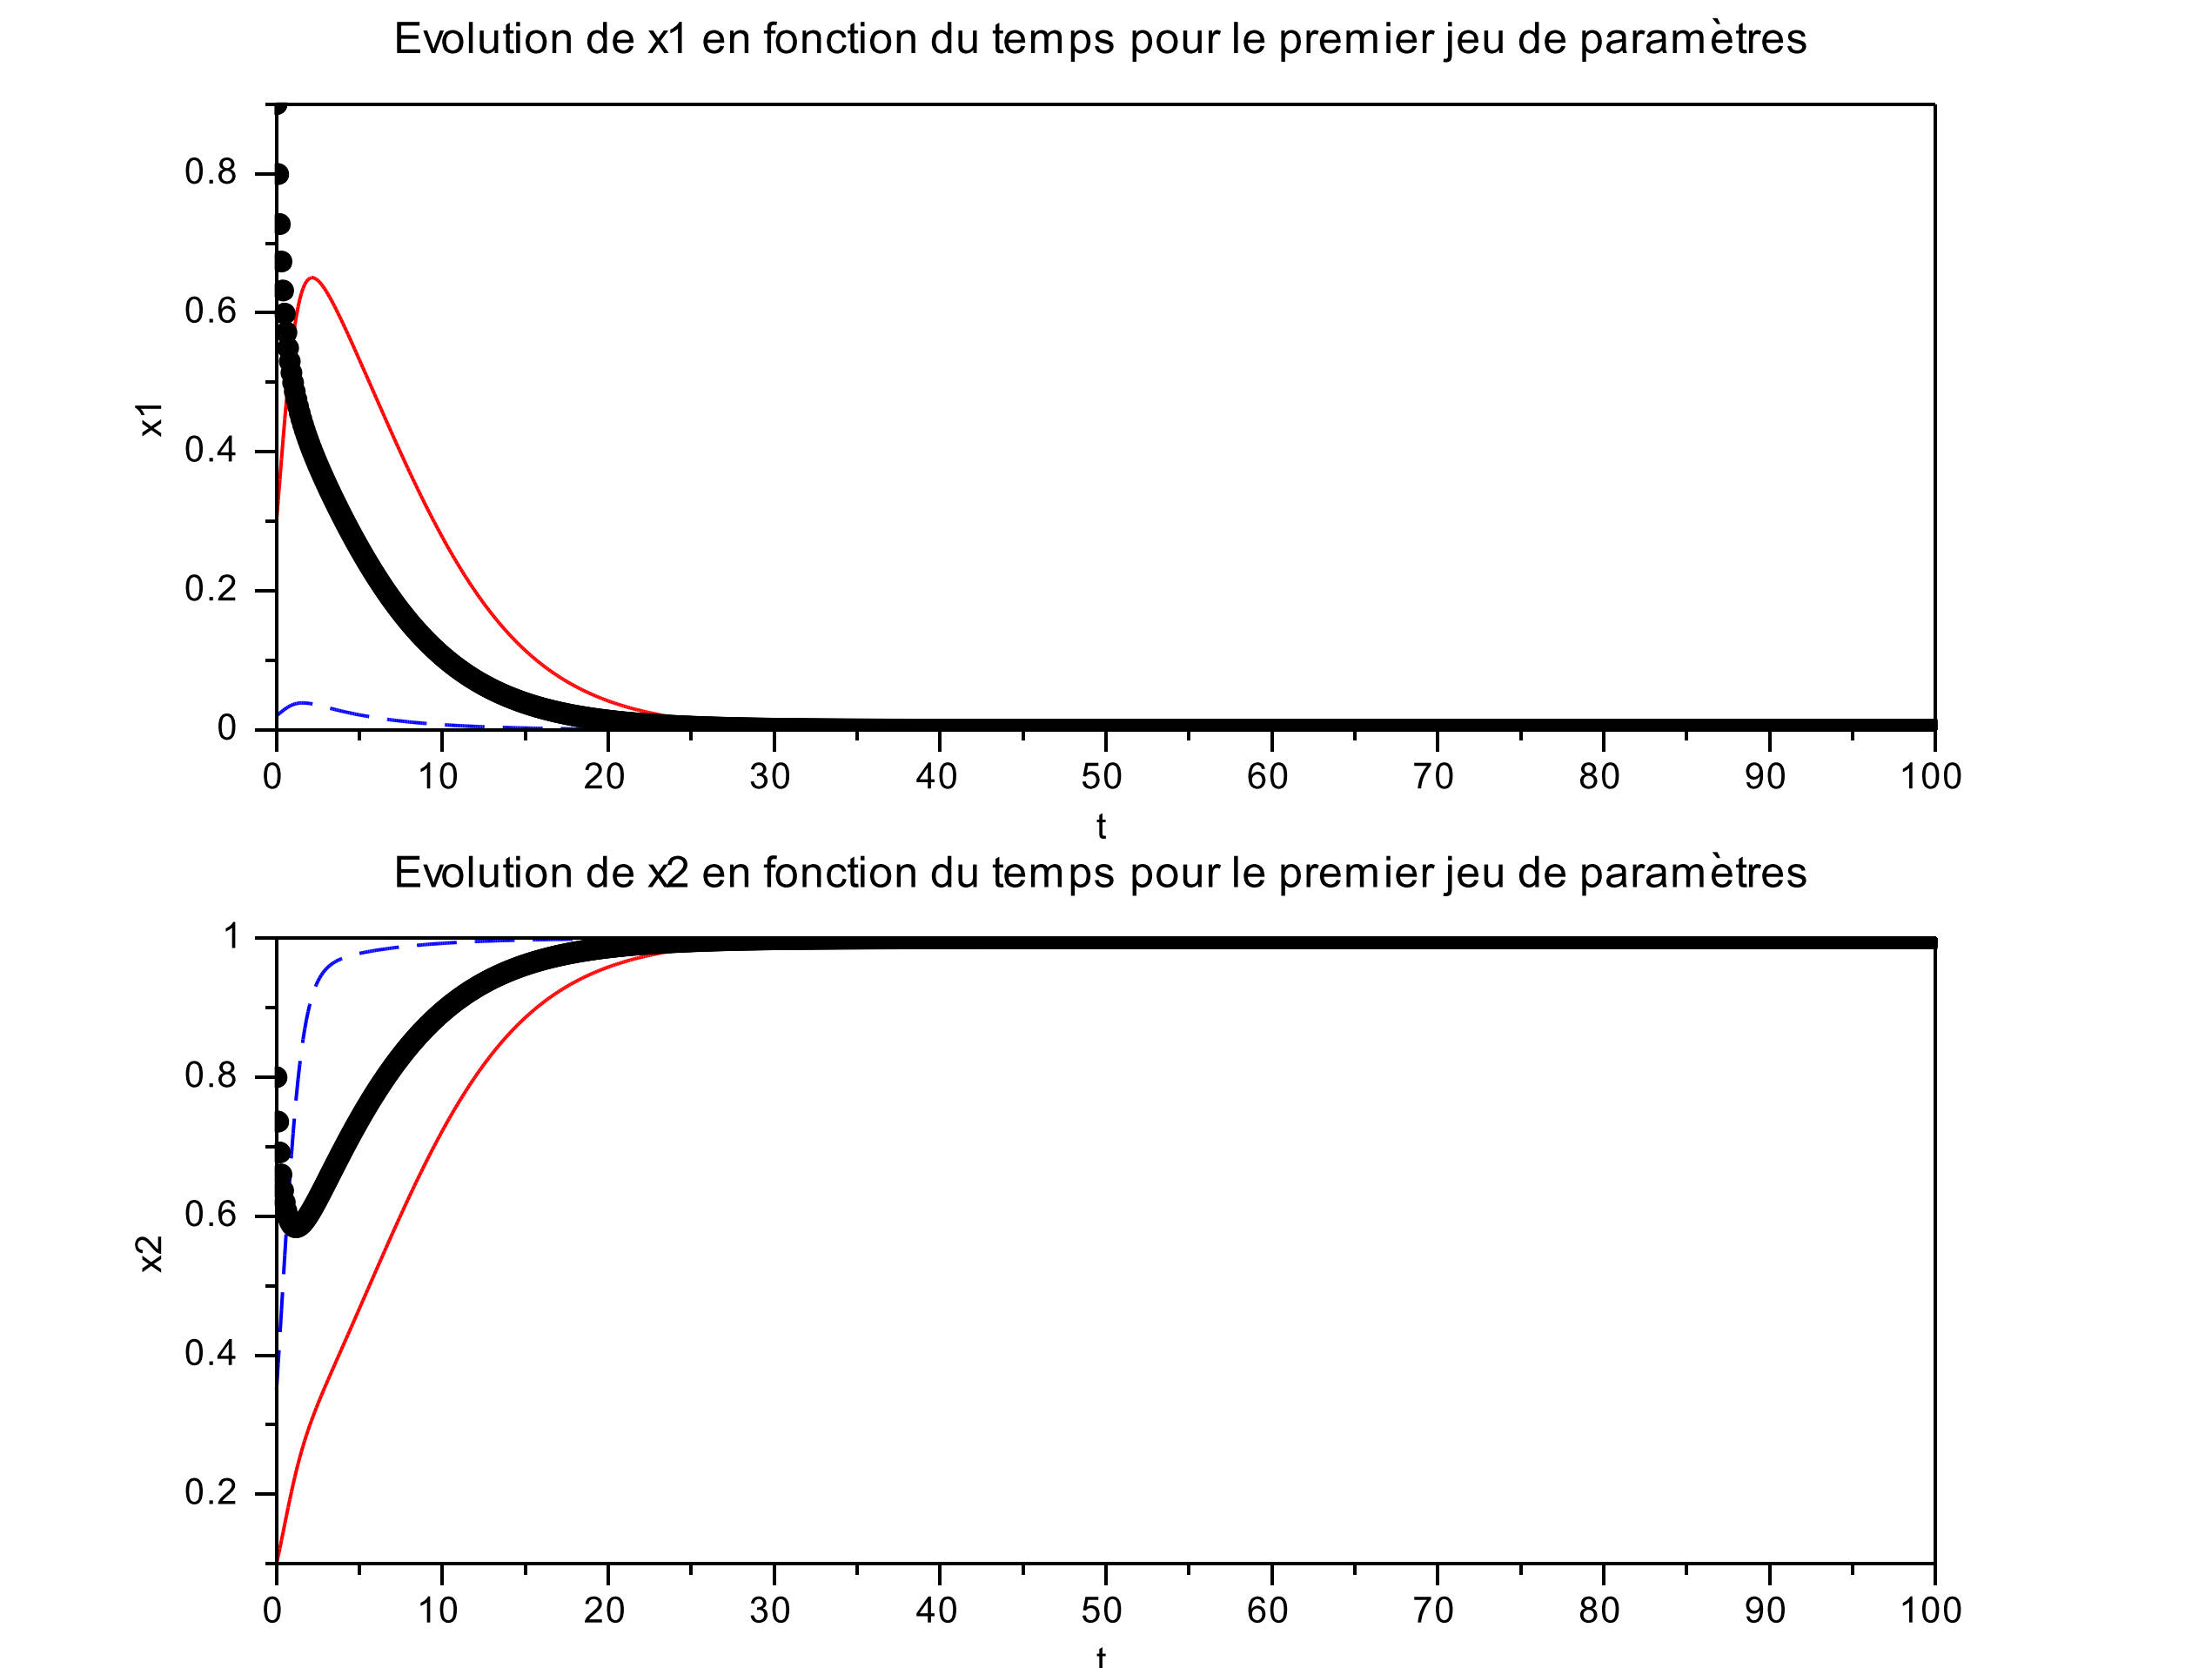 Evolution de x1 en fonction du temps pour le premier jeu de paramètres
0.8
0.6
0.4
0.2
0
x1
0 10 20 30 40 50 60 70 80 90 100
t
Evolution de x2 en fonction du temps pour le premier jeu de paramètres
1
0.8
0.6
0.4
0.2
x2
0 10 20 30 40 50 60 70 80 90 100
t